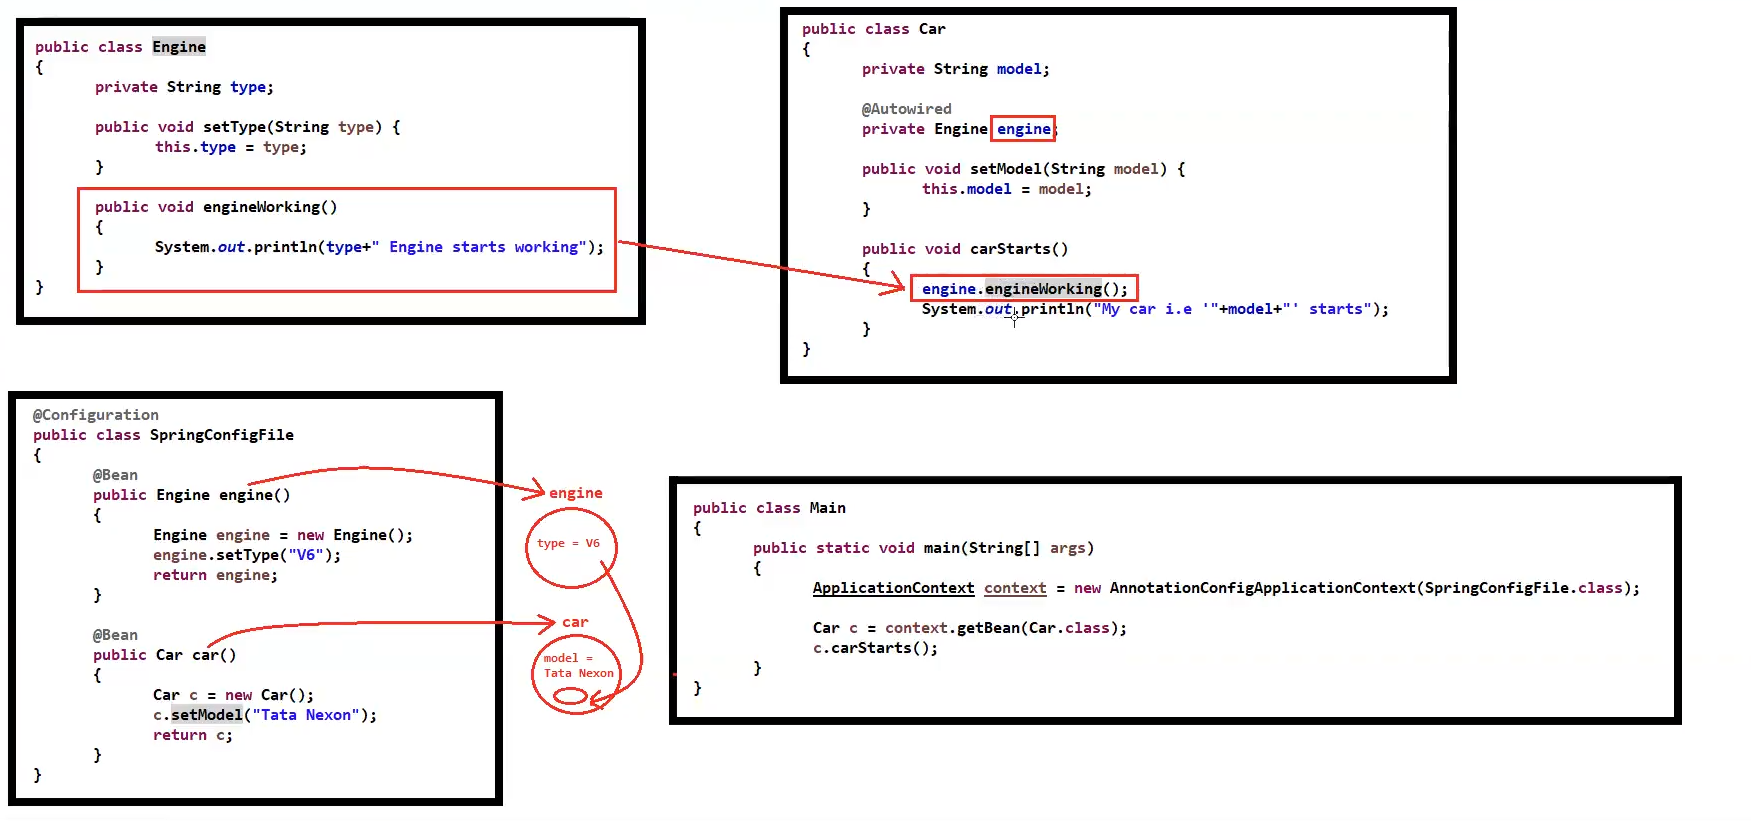 public class Engine
{
private String type;
public void setType(String type) {
this.type = type;
}
public void engineWorking()
{
System.out.println(type+" Engine starts working");
}
}
public class Car
{
private String model;
@Autowired
private Engine engine;
public void setModel(String model) {
this.model = model;
}
public void carStarts()
{
engine.engineWorking();
System.out.println("My car i.e '"+model+"' starts");
}
}
@Configuration
public class SpringConfigFile
{
@Bean
public Engine engine()
{
Engine engine = new Engine();
engine.setType("V6");
return engine;
}
@Bean
public Car car()
{
Car c = new Car();
c.setModel("Tata Nexon");
return c;
}
}
engine
type = V6
car
model =
Tata Nexon
public class Main
{
public static void main(String[] args)
{
ApplicationContext context = new AnnotationConfigApplicationContext(SpringConfigFile.class);
Car c = context.getBean(Car.class);
c.carStarts();
}
}